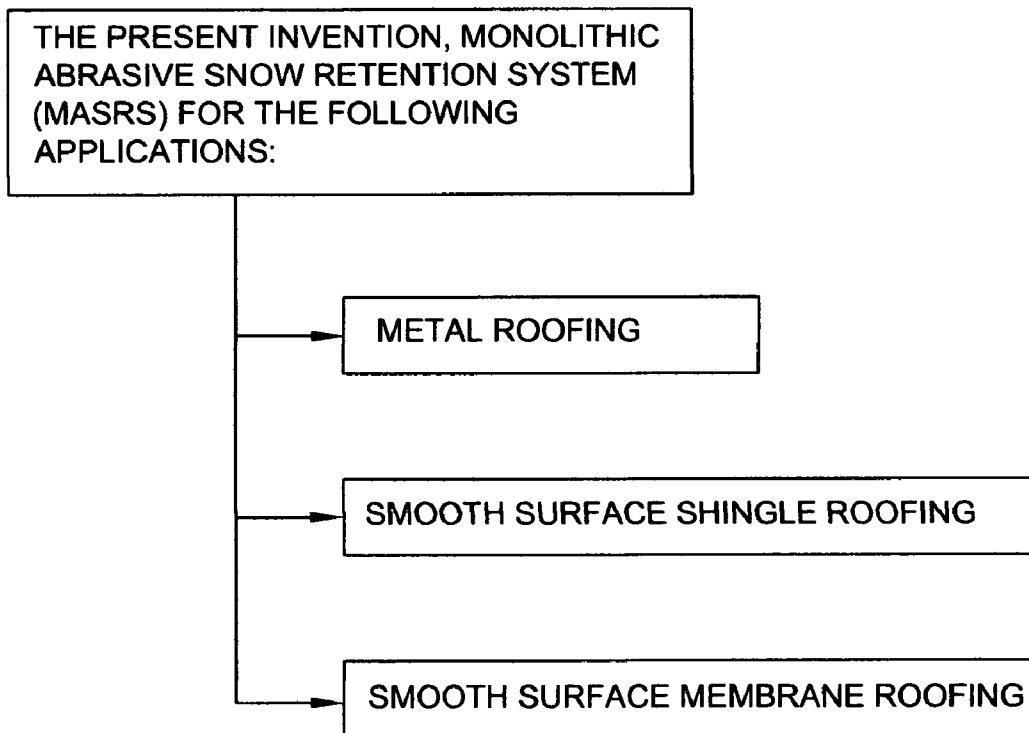 THE PRESENT INVENTION, MONOLITHIC
ABRASIVE SNOW RETENTION SYSTEM
(MASRS) FOR THE FOLLOWING
APPLICATIONS:
METAL ROOFING
SMOOTH SURFACE SHINGLE ROOFING
SMOOTH SURFACE MEMBRANE ROOFING